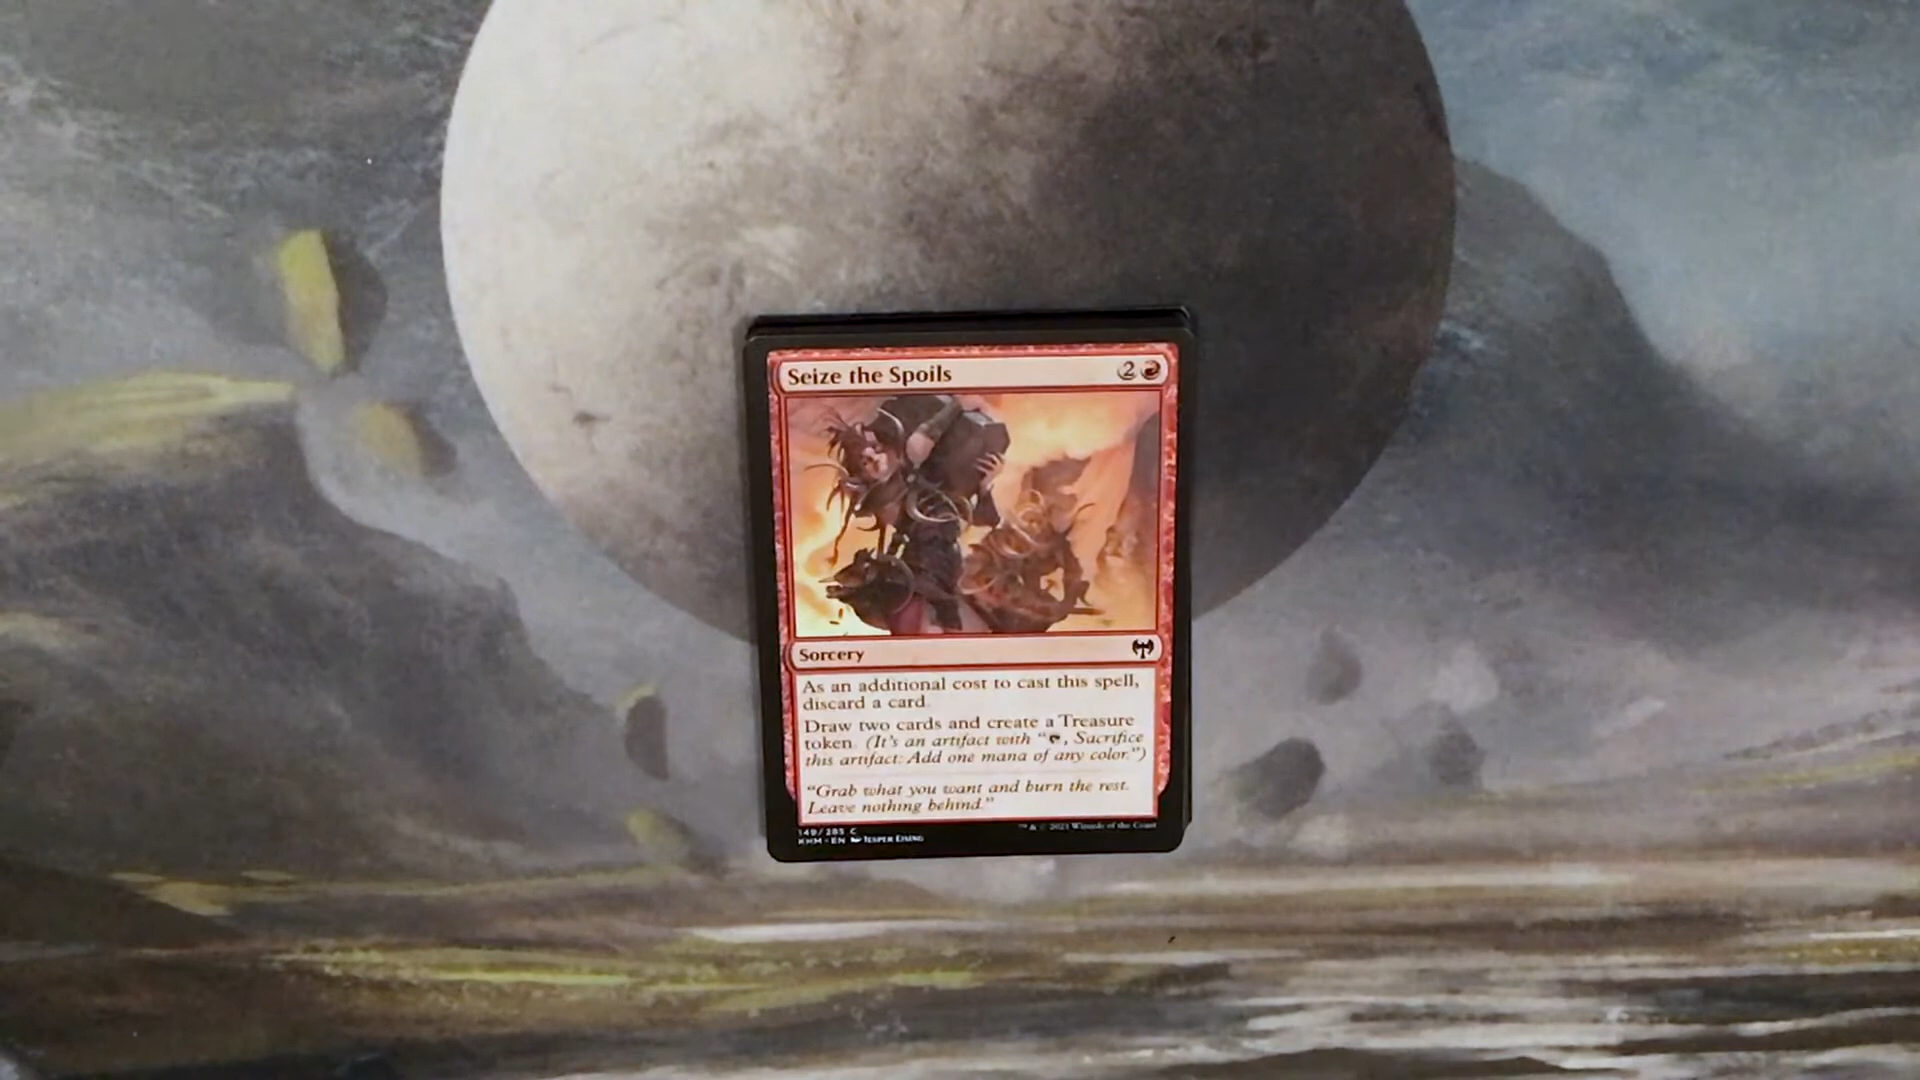 Seize the Spoils 2
Sorcery
As an additional cost to cast this spell,
discard a card.
Draw two cards and create a Treasure
token. (It's an artifact with “, Sacrifice
this artifact: Add one mana of any color.”)
“Grab what you want and burn the rest.
Leave nothing behind.”
149/285 C
KHM • EN JESPER EJSING
™ & © 2021 Wizards of the Coast